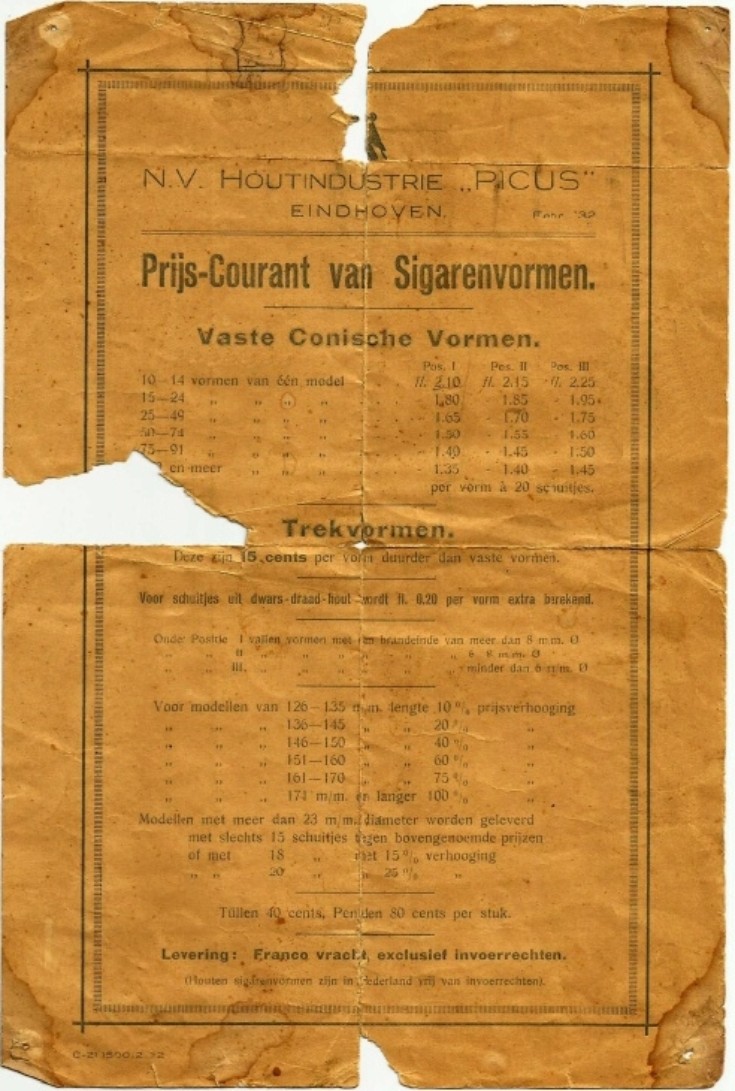 N.V. HOUTINDUSTRIE „PICUS”
EINDHOVEN. '32
Prijs-Courant van Sigarenvormen.
Vaste Conische Vormen.
Pos. I Pos. II Pos. III
10—14 vormen van één model . . fl. 2.10 fl. 2.15 fl. 2.25
15—24 „ „ „ „ . . - 1.80 - 1.85 - 1.95
25—49 „ „ „ „ . . - 1.65 - 1.70 - 1.75
50—74 „ „ „ „ . . - 1.50 - 1.55 - 1.60
75—91 „ „ „ „ . . - 1.40 - 1.45 - 1.50
en meer „ „ „ . . - 1.35 - 1.40 - 1.45
per vorm à 20 schuitjes.
Trekvormen.
Deze zijn 15 cents per vorm duurder dan vaste vormen.
Voor schuitjes uit dwars-draad-hout wordt fl. 0.20 per vorm extra berekend.
Onder Positie I vallen vormen met een brandeinde van meer dan 8 m.m. Ø
„ „ II „ „ „ „ „ „ 6-8 m.m. Ø
„ „ III. „ „ „ „ „ „ minder dan 6 m/m. Ø
Voor modellen van 126—135 m/m. lengte 10 % prijsverhooging
„ „ „ 136—145 „ „ 20 % „
„ „ „ 146—150 „ „ 40 % „
„ „ „ 151—160 „ „ 60 % „
„ „ „ 161—170 „ „ 75 % „
„ „ „ 171 m/m. en langer 100 % „
Modellen met meer dan 23 m/m. diameter worden geleverd
met slechts 15 schuitjes tegen bovengenoemde prijzen
of met 18 „ met 15 % verhooging
„ „ 20 „ „ 25 % „
Tüllen 40 cents, Penden 80 cents per stuk.
Levering: Franco vracht, exclusief invoerrechten.
(Houten sigarenvormen zijn in Nederland vrij van invoerrechten).
C-21 1500.2.32